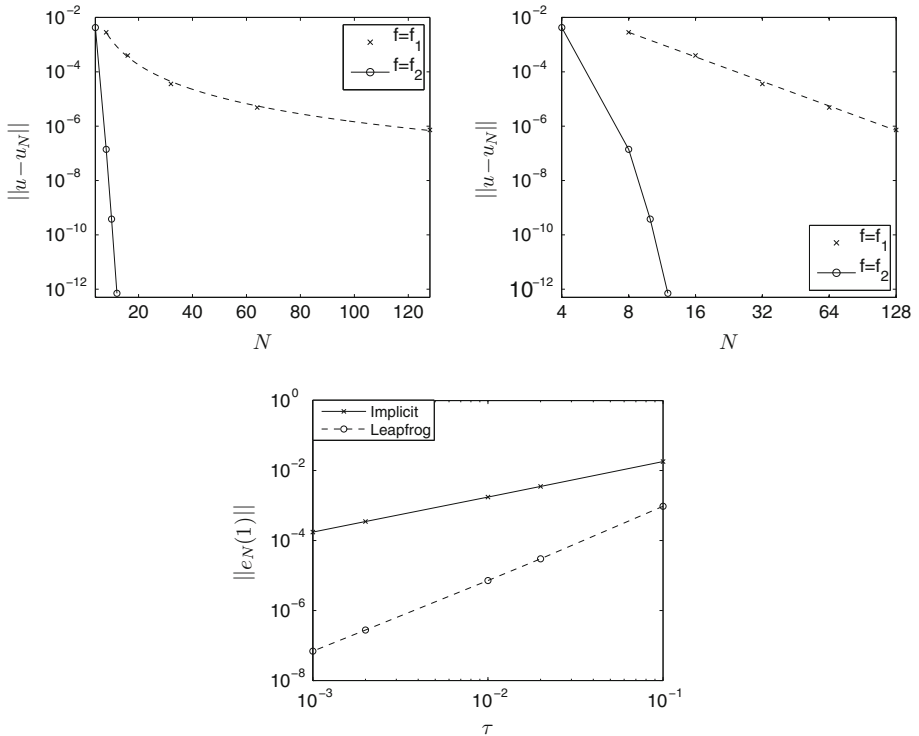 10^{-2}
10^{-4}
10^{-6}
10^{-8}
10^{-10}
10^{-12}
||u−u_N||
20 40 60 80 100 120
N
f=f_1
f=f_2
10^{-2}
10^{-4}
10^{-6}
10^{-8}
10^{-10}
10^{-12}
||u−u_N||
4 8 16 32 64 128
N
f=f_1
f=f_2
10^0
10^{-2}
10^{-4}
10^{-6}
10^{-8}
||e_N(1)||
10^{-3} 10^{-2} 10^{-1}
τ
Implicit
Leapfrog